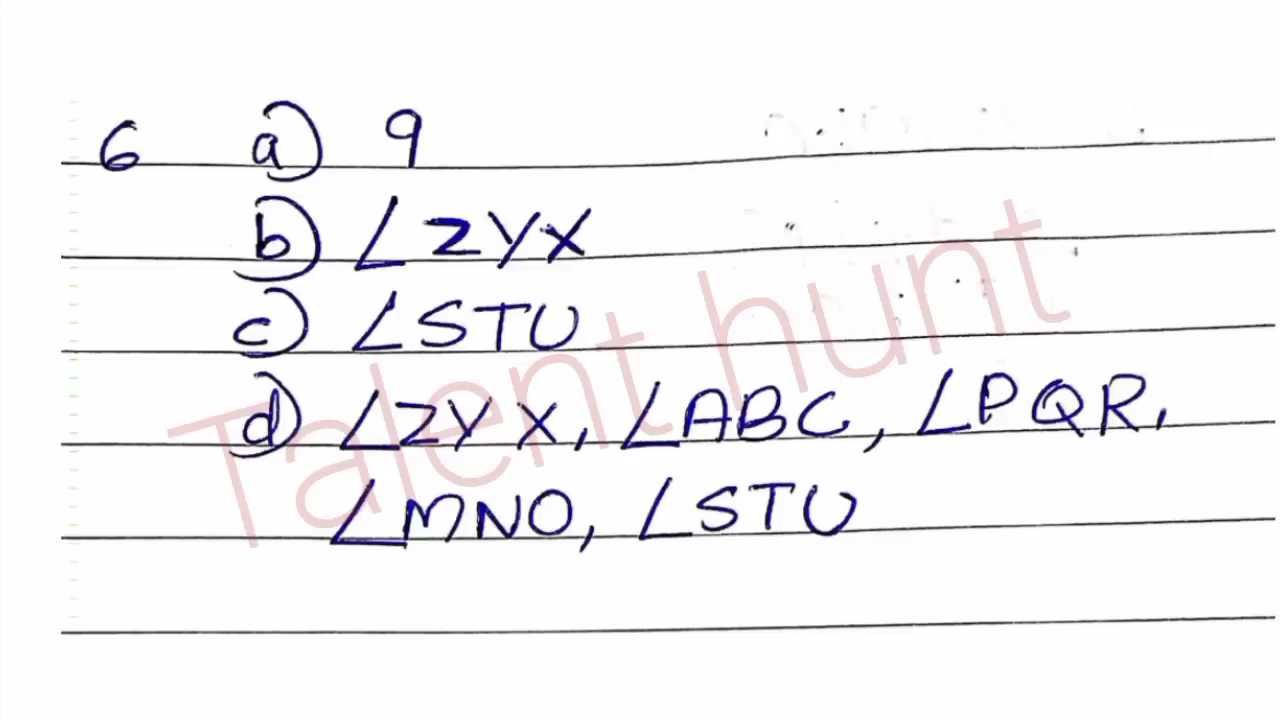 6 a) 9
b) ∠ZYX
c) ∠STU
d) ∠ZYX, ∠ABC, ∠PQR,
∠MNO, ∠STU
Talent hunt